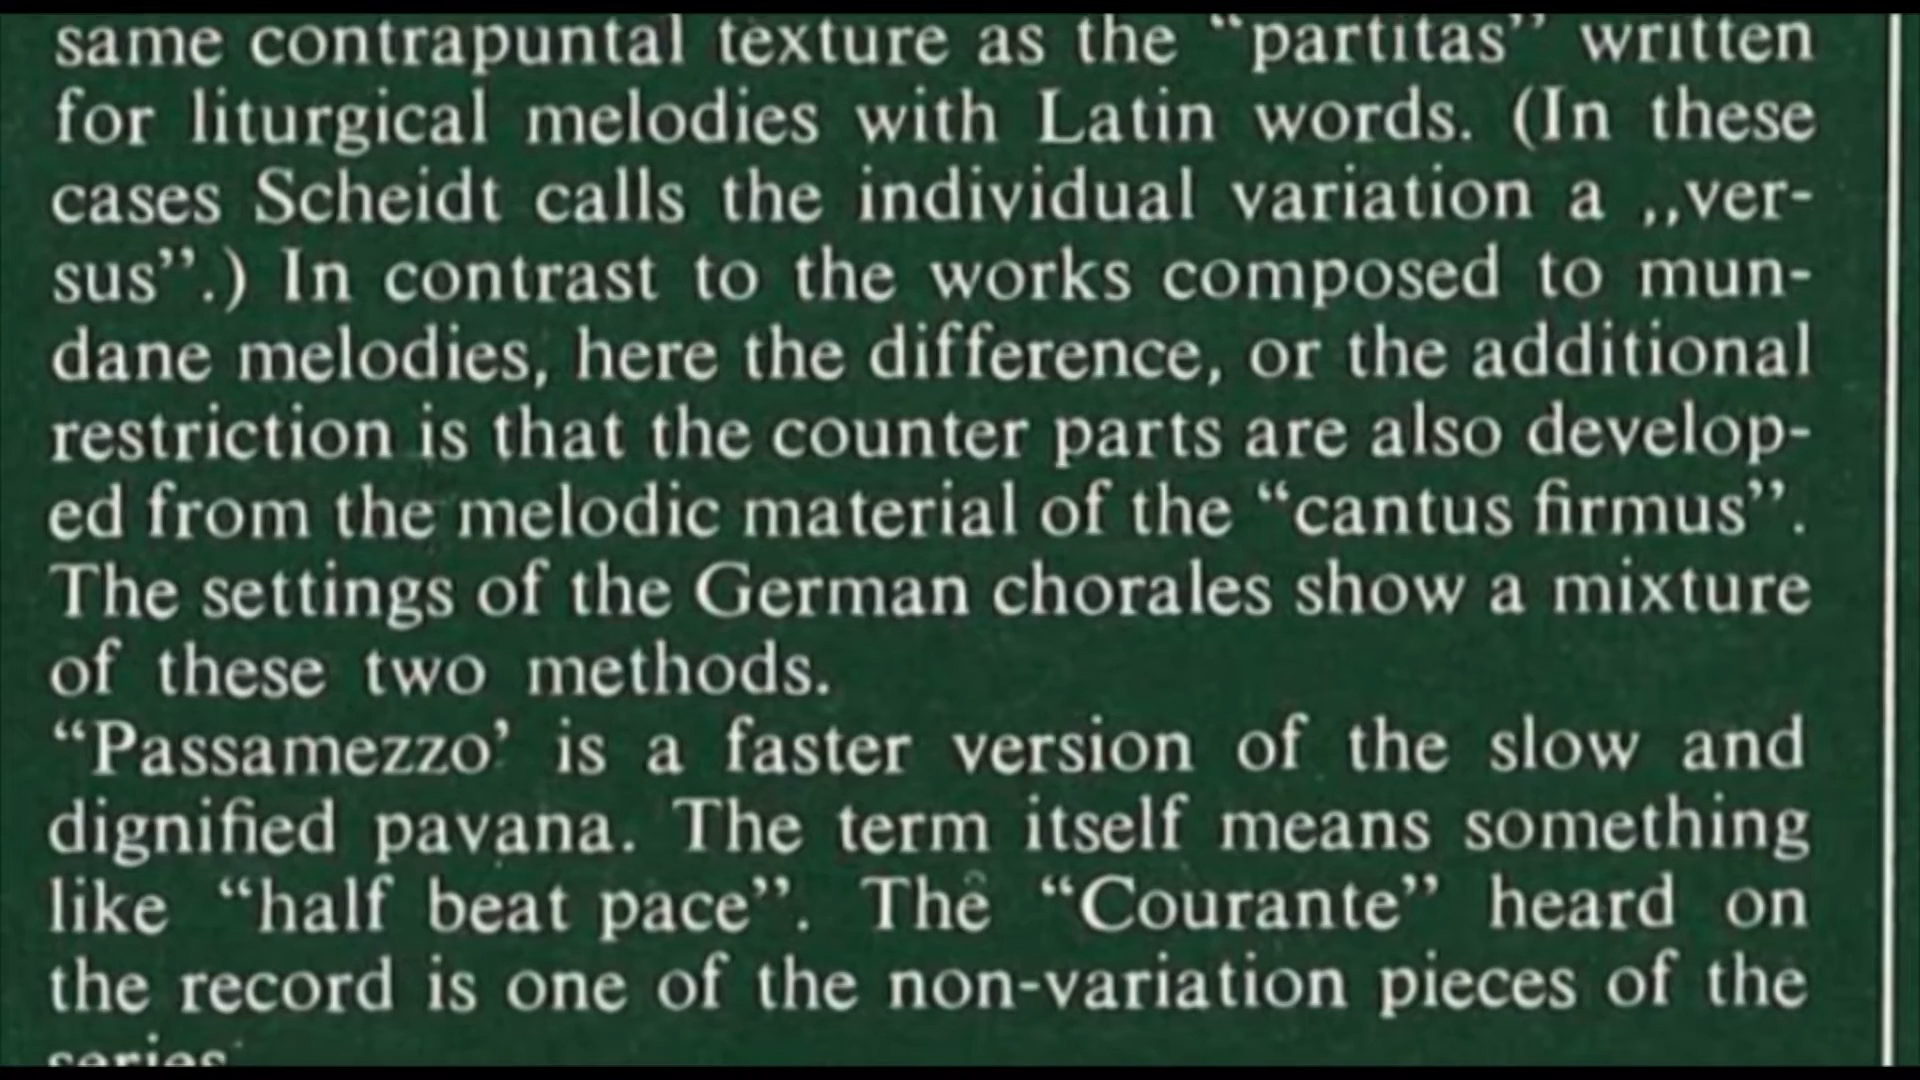 same contrapuntal texture as the “partitas” written
for liturgical melodies with Latin words. (In these
cases Scheidt calls the individual variation a ,,ver-
sus”.) In contrast to the works composed to mun-
dane melodies, here the difference, or the additional
restriction is that the counter parts are also develop-
ed from the melodic material of the “cantus firmus”.
The settings of the German chorales show a mixture
of these two methods.
“Passamezzo’ is a faster version of the slow and
dignified pavana. The term itself means something
like “half beat pace”. The “Courante” heard on
the record is one of the non-variation pieces of the
series